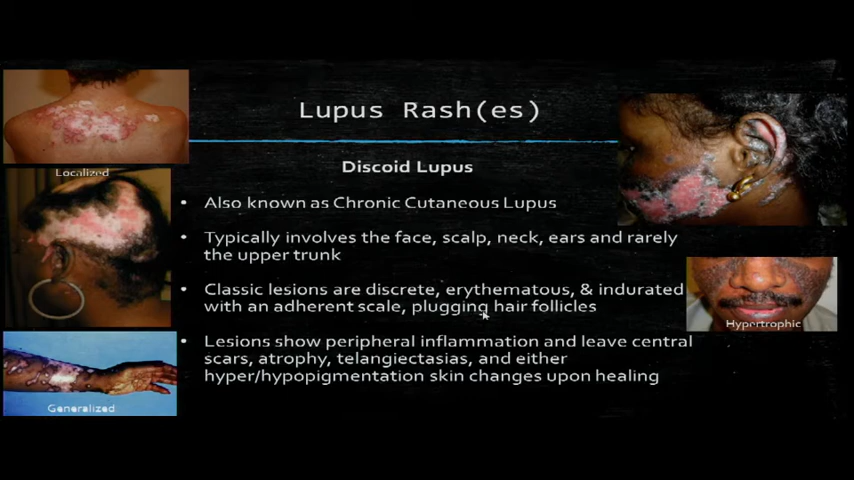 Lupus Rash(es)
Discoid Lupus
Localized
• Also known as Chronic Cutaneous Lupus
• Typically involves the face, scalp, neck, ears and rarely
the upper trunk
• Classic lesions are discrete, erythematous, & indurated
with an adherent scale, plugging hair follicles
Hypertrophic
• Lesions show peripheral inflammation and leave central
scars, atrophy, telangiectasias, and either
hyper/hypopigmentation skin changes upon healing
Generalized